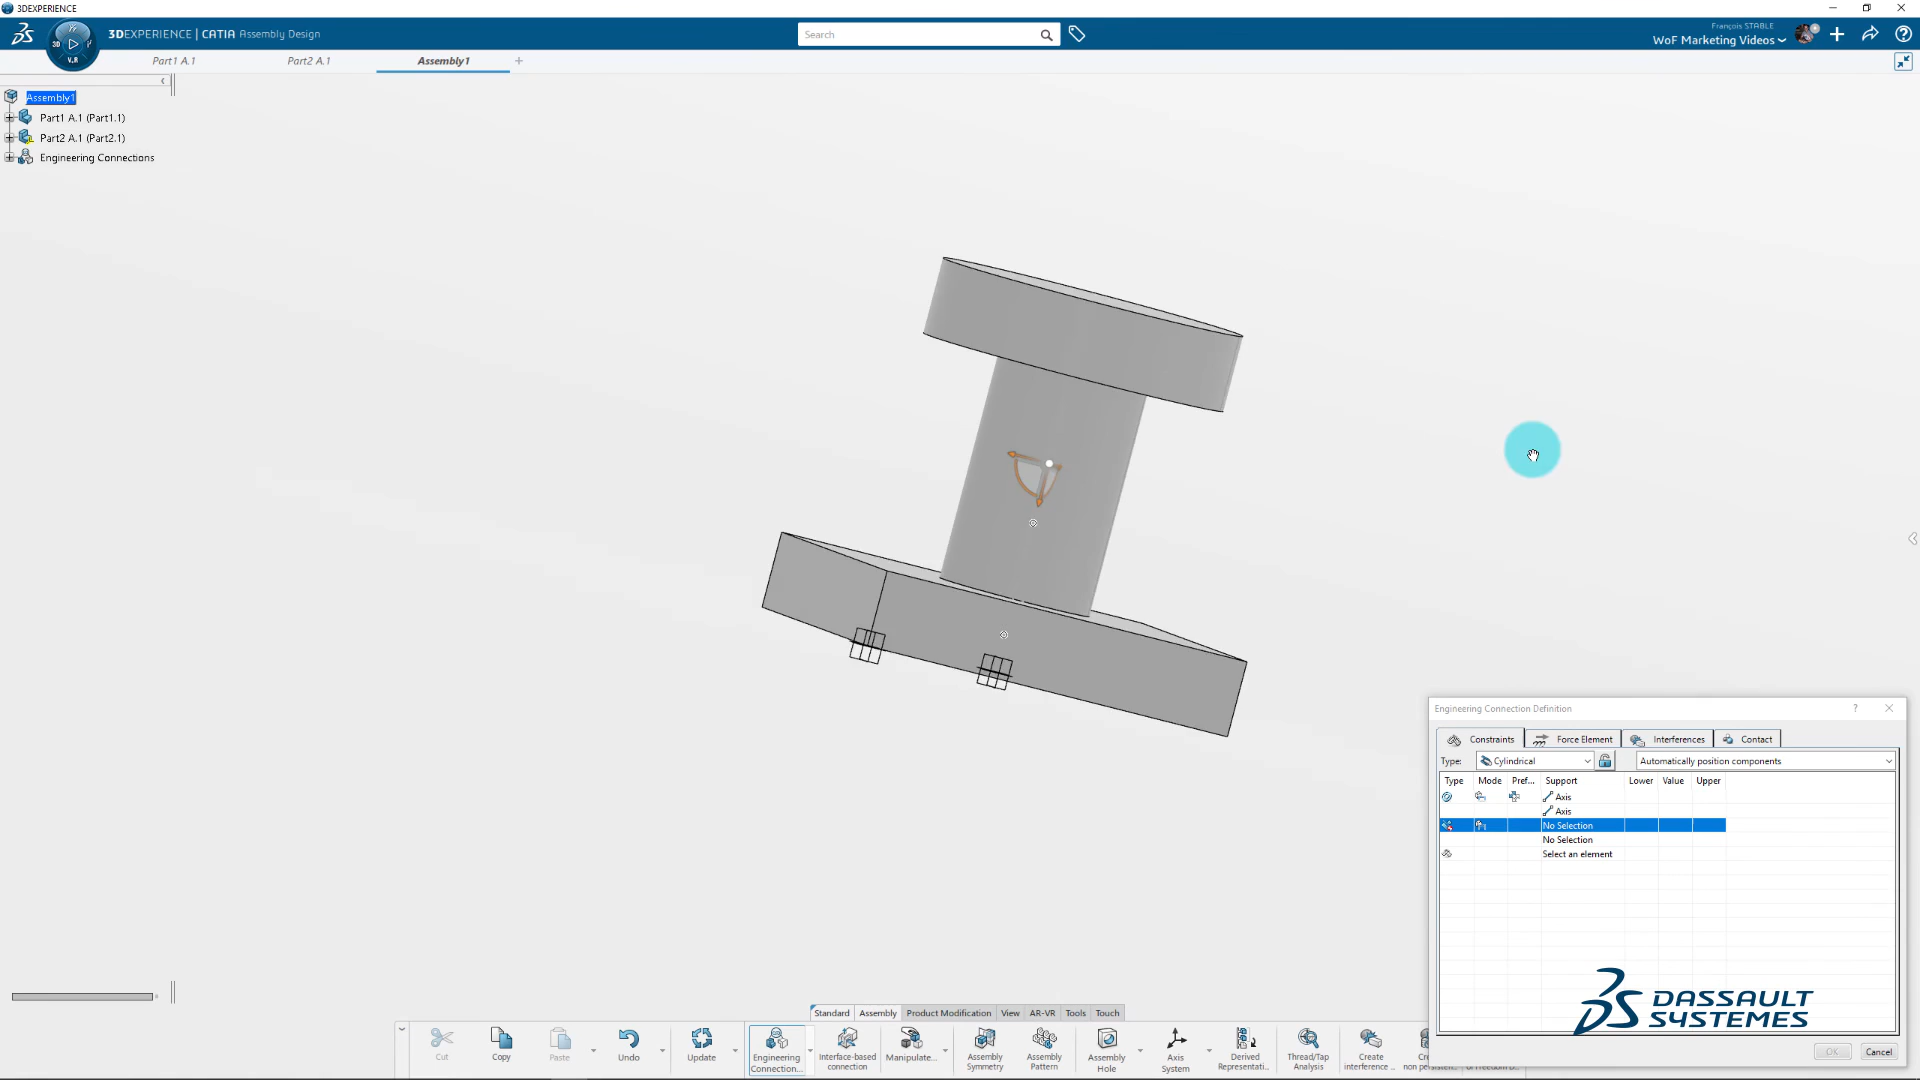 3DEXPERIENCE
3DEXPERIENCE | CATIA Assembly Design
3D
V.R
Search
François STABLE
WoF Marketing Videos
Part1 A.1
Part2 A.1
Assembly1
Assembly1
Part1 A.1 (Part1.1)
Part2 A.1 (Part2.1)
Engineering Connections
Engineering Connection Definition
Constraints
Force Element
Interferences
Contact
Type:
Cylindrical
Automatically position components
Type Mode Pref... Support Lower Value Upper
Axis
Axis
No Selection
No Selection
Select an element
DASSAULT
SYSTEMES
OK
Cancel
Standard Assembly Product Modification View AR-VR Tools Touch
Cut
Copy
Paste
Undo
Update
Engineering
Connection...
Interface-based
connection
Manipulate...
Assembly
Symmetry
Assembly
Pattern
Assembly
Hole
Axis
System
Derived
Representati...
Thread/Tap
Analysis
Create
interference ...